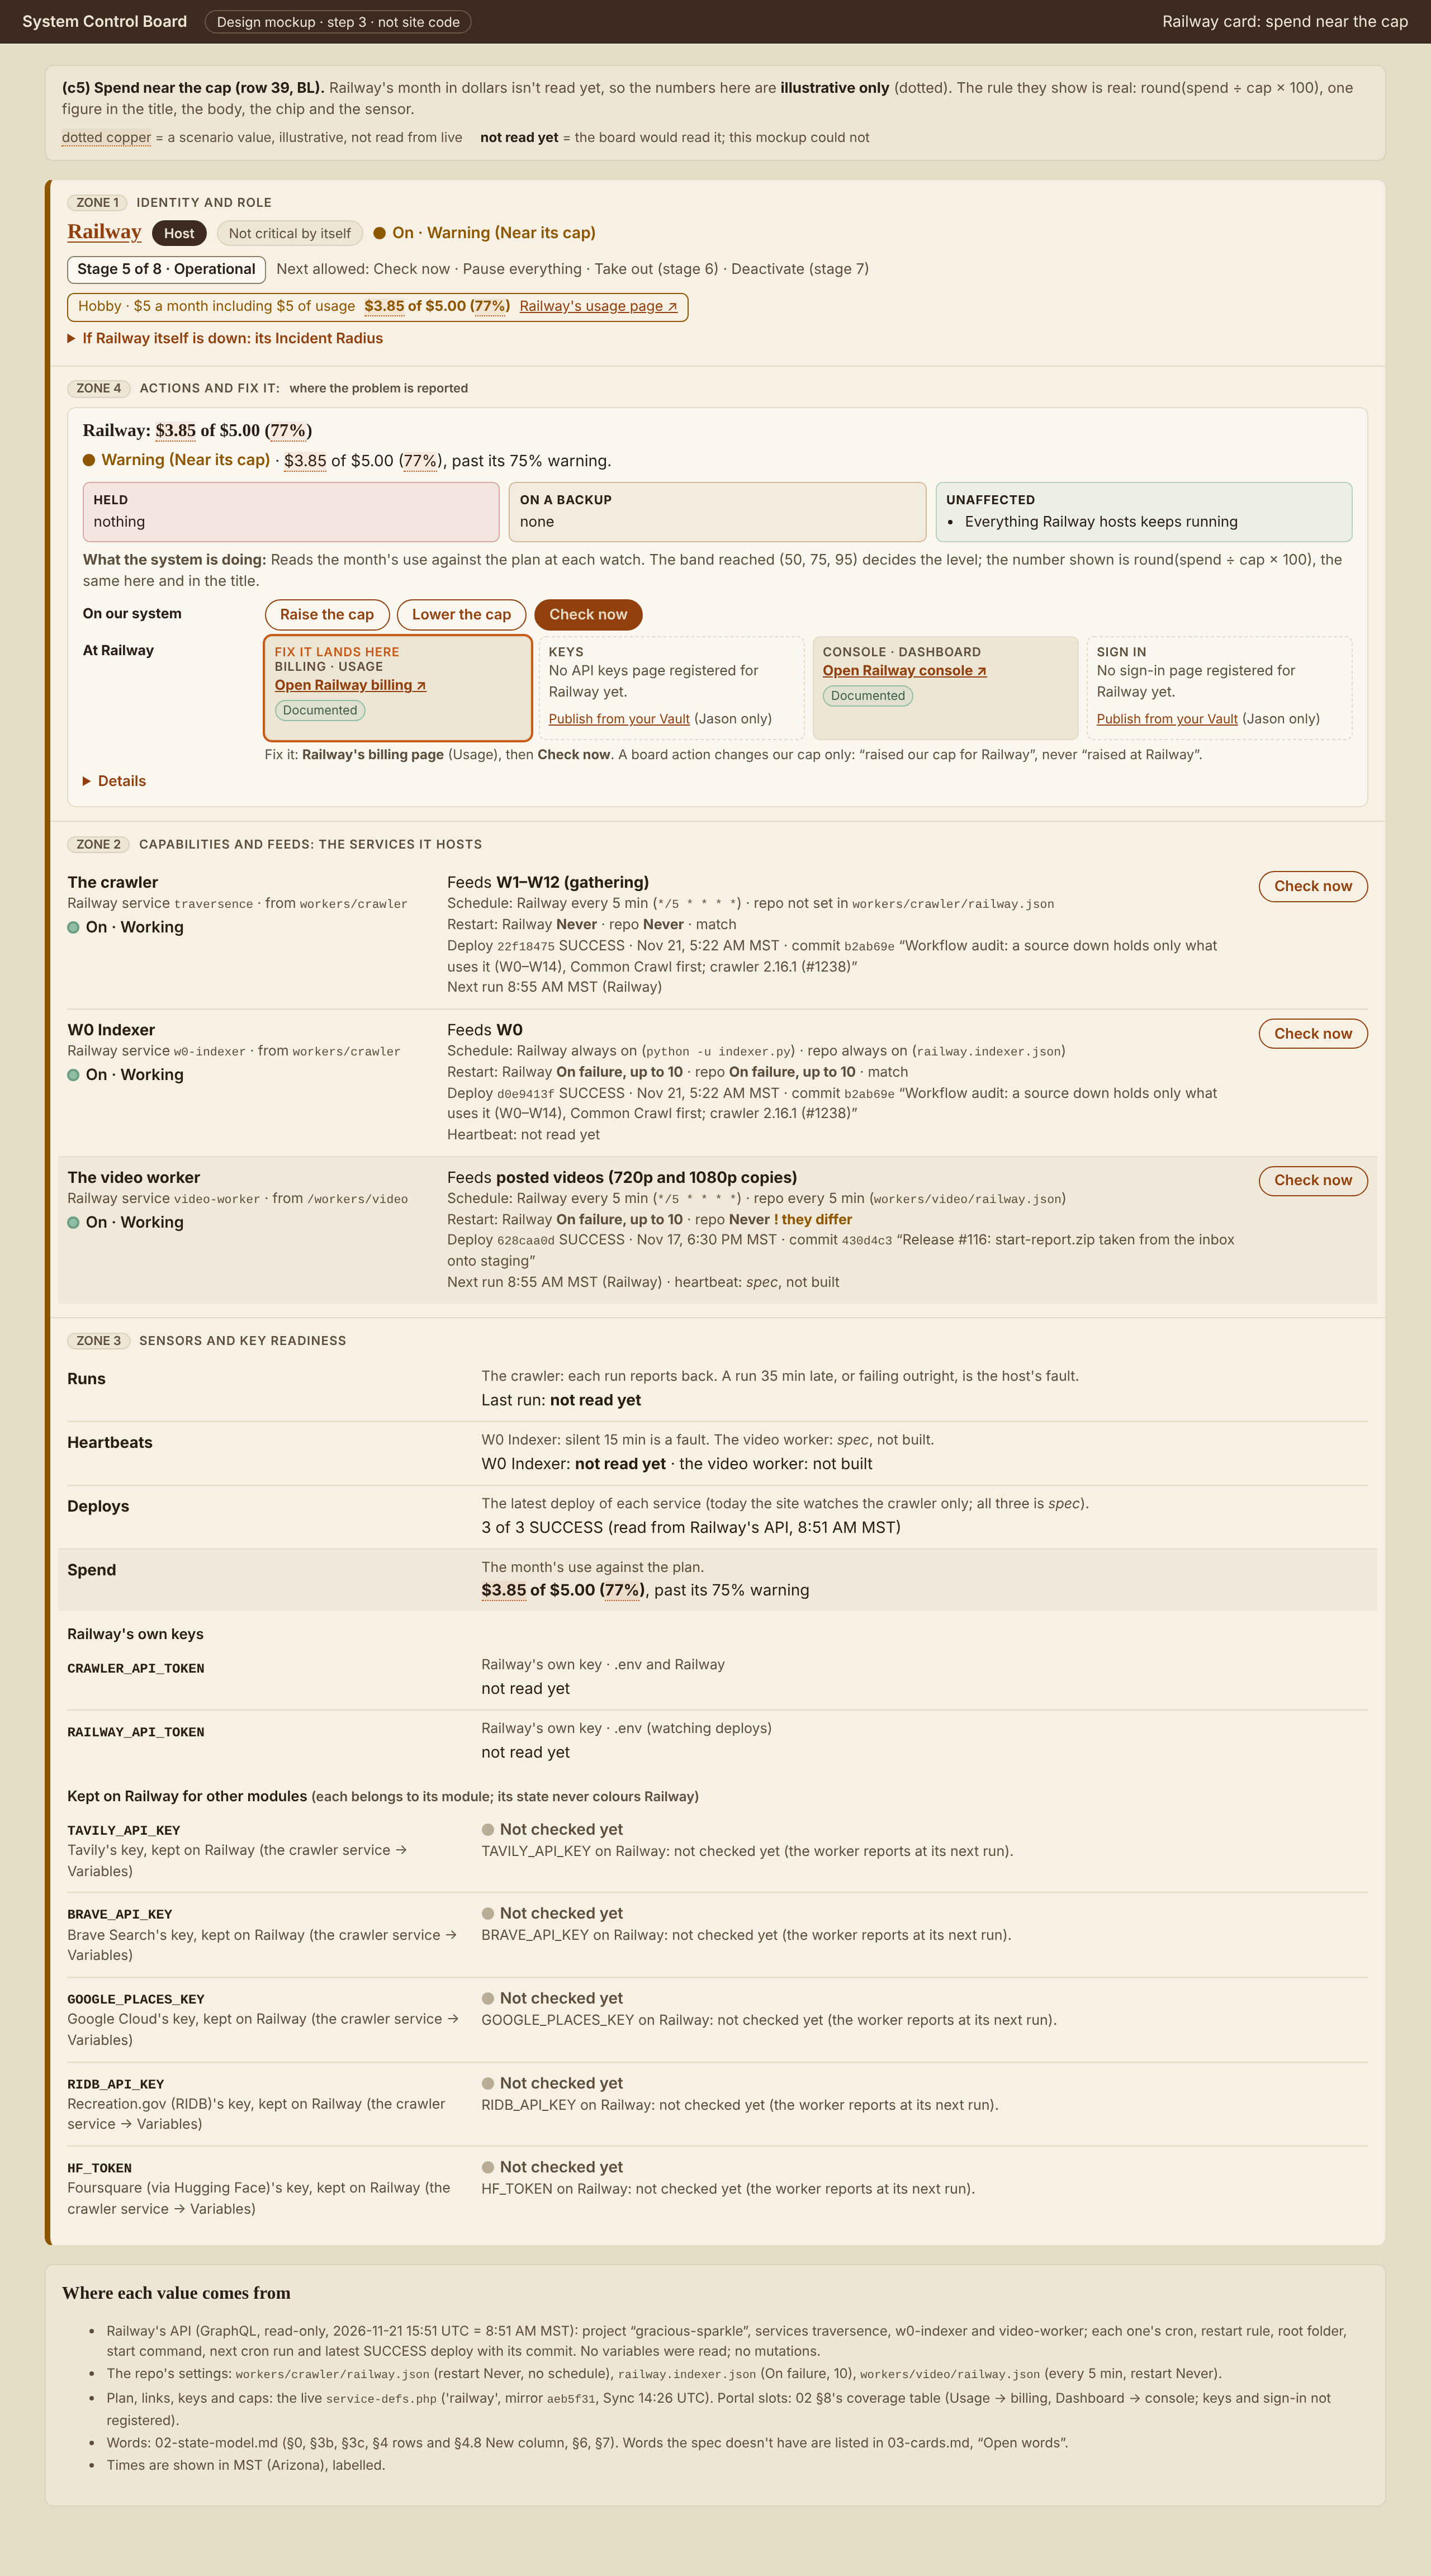 System Control Board
Design mockup · step 3 · not site code
Railway card: spend near the cap
(c5) Spend near the cap (row 39, BL). Railway's month in dollars isn't read yet, so the numbers here are illustrative only (dotted). The rule they show is real: round(spend ÷ cap × 100), one
figure in the title, the body, the chip and the sensor.
dotted copper = a scenario value, illustrative, not read from live not read yet = the board would read it; this mockup could not
ZONE 1 IDENTITY AND ROLE
Railway Host Not critical by itself On · Warning (Near its cap)
Stage 5 of 8 · Operational Next allowed: Check now · Pause everything · Take out (stage 6) · Deactivate (stage 7)
Hobby · $5 a month including $5 of usage $3.85 of $5.00 (77%) Railway's usage page ↗
▶ If Railway itself is down: its Incident Radius
ZONE 4 ACTIONS AND FIX IT: where the problem is reported
Railway: $3.85 of $5.00 (77%)
Warning (Near its cap) · $3.85 of $5.00 (77%), past its 75% warning.
HELD
nothing
ON A BACKUP
none
UNAFFECTED
• Everything Railway hosts keeps running
What the system is doing: Reads the month's use against the plan at each watch. The band reached (50, 75, 95) decides the level; the number shown is round(spend ÷ cap × 100), the
same here and in the title.
On our system Raise the cap Lower the cap Check now
At Railway
FIX IT LANDS HERE
BILLING · USAGE
Open Railway billing ↗
Documented
KEYS
No API keys page registered for
Railway yet.
Publish from your Vault (Jason only)
CONSOLE · DASHBOARD
Open Railway console ↗
Documented
SIGN IN
No sign-in page registered for
Railway yet.
Publish from your Vault (Jason only)
Fix it: Railway's billing page (Usage), then Check now. A board action changes our cap only: “raised our cap for Railway”, never “raised at Railway”.
▶ Details
ZONE 2 CAPABILITIES AND FEEDS: THE SERVICES IT HOSTS
The crawler
Railway service traversence · from workers/crawler
On · Working
Feeds W1–W12 (gathering)
Schedule: Railway every 5 min (*/5 * * * *) · repo not set in workers/crawler/railway.json
Restart: Railway Never · repo Never · match
Deploy 22f18475 SUCCESS · Nov 21, 5:22 AM MST · commit b2ab69e “Workflow audit: a source down holds only what
uses it (W0–W14), Common Crawl first; crawler 2.16.1 (#1238)”
Next run 8:55 AM MST (Railway)
Check now
W0 Indexer
Railway service w0-indexer · from workers/crawler
On · Working
Feeds W0
Schedule: Railway always on (python -u indexer.py) · repo always on (railway.indexer.json)
Restart: Railway On failure, up to 10 · repo On failure, up to 10 · match
Deploy d0e9413f SUCCESS · Nov 21, 5:22 AM MST · commit b2ab69e “Workflow audit: a source down holds only what
uses it (W0–W14), Common Crawl first; crawler 2.16.1 (#1238)”
Heartbeat: not read yet
Check now
The video worker
Railway service video-worker · from /workers/video
On · Working
Feeds posted videos (720p and 1080p copies)
Schedule: Railway every 5 min (*/5 * * * *) · repo every 5 min (workers/video/railway.json)
Restart: Railway On failure, up to 10 · repo Never ! they differ
Deploy 628caa0d SUCCESS · Nov 17, 6:30 PM MST · commit 430d4c3 “Release #116: start-report.zip taken from the inbox
onto staging”
Next run 8:55 AM MST (Railway) · heartbeat: spec, not built
Check now
ZONE 3 SENSORS AND KEY READINESS
Runs
The crawler: each run reports back. A run 35 min late, or failing outright, is the host's fault.
Last run: not read yet
Heartbeats
W0 Indexer: silent 15 min is a fault. The video worker: spec, not built.
W0 Indexer: not read yet · the video worker: not built
Deploys
The latest deploy of each service (today the site watches the crawler only; all three is spec).
3 of 3 SUCCESS (read from Railway's API, 8:51 AM MST)
Spend
The month's use against the plan.
$3.85 of $5.00 (77%), past its 75% warning
Railway's own keys
CRAWLER_API_TOKEN
Railway's own key · .env and Railway
not read yet
RAILWAY_API_TOKEN
Railway's own key · .env (watching deploys)
not read yet
Kept on Railway for other modules (each belongs to its module; its state never colours Railway)
TAVILY_API_KEY
Tavily's key, kept on Railway (the crawler service →
Variables)
Not checked yet
TAVILY_API_KEY on Railway: not checked yet (the worker reports at its next run).
BRAVE_API_KEY
Brave Search's key, kept on Railway (the crawler service →
Variables)
Not checked yet
BRAVE_API_KEY on Railway: not checked yet (the worker reports at its next run).
GOOGLE_PLACES_KEY
Google Cloud's key, kept on Railway (the crawler service →
Variables)
Not checked yet
GOOGLE_PLACES_KEY on Railway: not checked yet (the worker reports at its next run).
RIDB_API_KEY
Recreation.gov (RIDB)'s key, kept on Railway (the crawler
service → Variables)
Not checked yet
RIDB_API_KEY on Railway: not checked yet (the worker reports at its next run).
HF_TOKEN
Foursquare (via Hugging Face)'s key, kept on Railway (the
crawler service → Variables)
Not checked yet
HF_TOKEN on Railway: not checked yet (the worker reports at its next run).
Where each value comes from
• Railway's API (GraphQL, read-only, 2026-11-21 15:51 UTC = 8:51 AM MST): project “gracious-sparkle”, services traversence, w0-indexer and video-worker; each one's cron, restart rule, root folder,
start command, next cron run and latest SUCCESS deploy with its commit. No variables were read; no mutations.
• The repo's settings: workers/crawler/railway.json (restart Never, no schedule), railway.indexer.json (On failure, 10), workers/video/railway.json (every 5 min, restart Never).
• Plan, links, keys and caps: the live service-defs.php ('railway', mirror aeb5f31, Sync 14:26 UTC). Portal slots: 02 §8's coverage table (Usage → billing, Dashboard → console; keys and sign-in not
registered).
• Words: 02-state-model.md (§0, §3b, §3c, §4 rows and §4.8 New column, §6, §7). Words the spec doesn't have are listed in 03-cards.md, “Open words”.
• Times are shown in MST (Arizona), labelled.